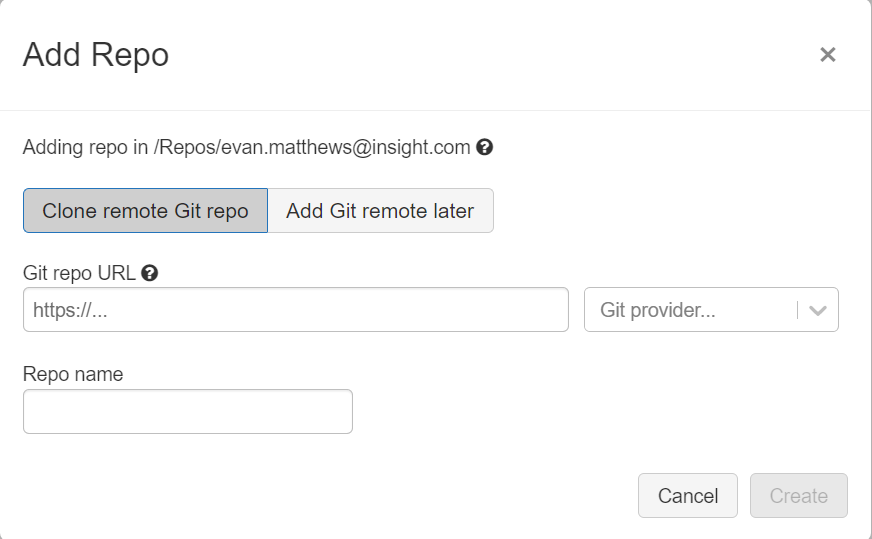 Add Repo
×
Adding repo in /Repos/evan.matthews@insight.com ?
Clone remote Git repo Add Git remote later
Git repo URL ?
https://... Git provider...
Repo name
Cancel Create